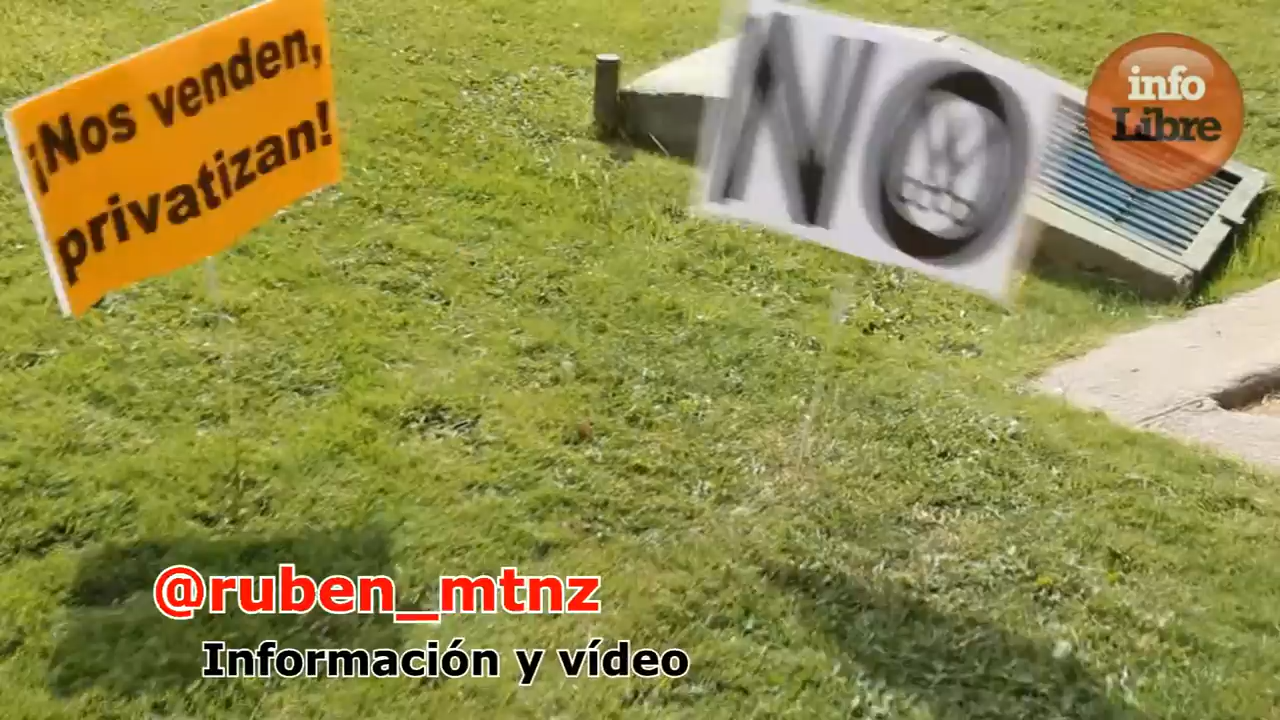 ¡Nos venden,
privatizan!
NO
info
Libre
@ruben_mtnz
Información y vídeo